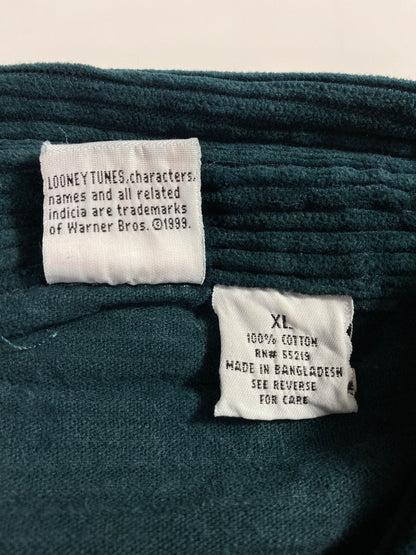 LOONEY TUNES, characters,
names and all related
indicia are trademarks
of Warner Bros. ©1999.
XL
100% COTTON
RN# 55219
MADE IN BANGLADESH
SEE REVERSE
FOR CARE